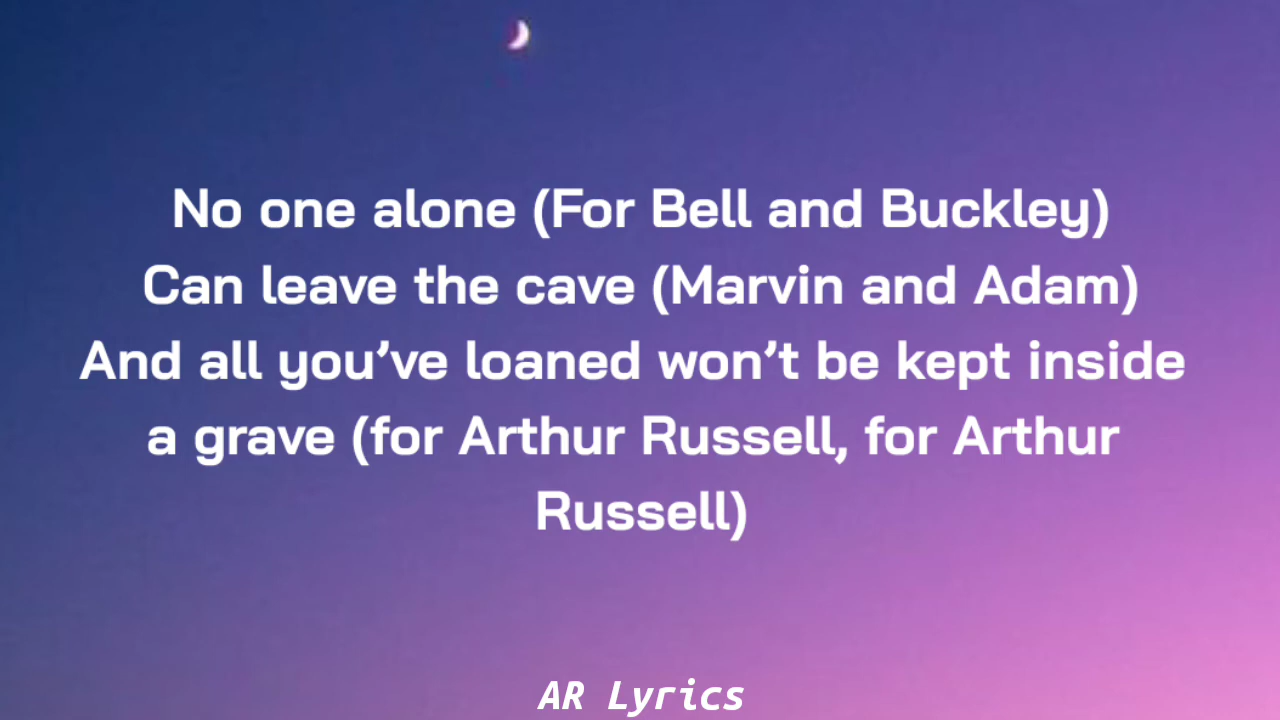 No one alone (For Bell and Buckley)
Can leave the cave (Marvin and Adam)
And all you’ve loaned won’t be kept inside
a grave (for Arthur Russell, for Arthur
Russell)
AR Lyrics